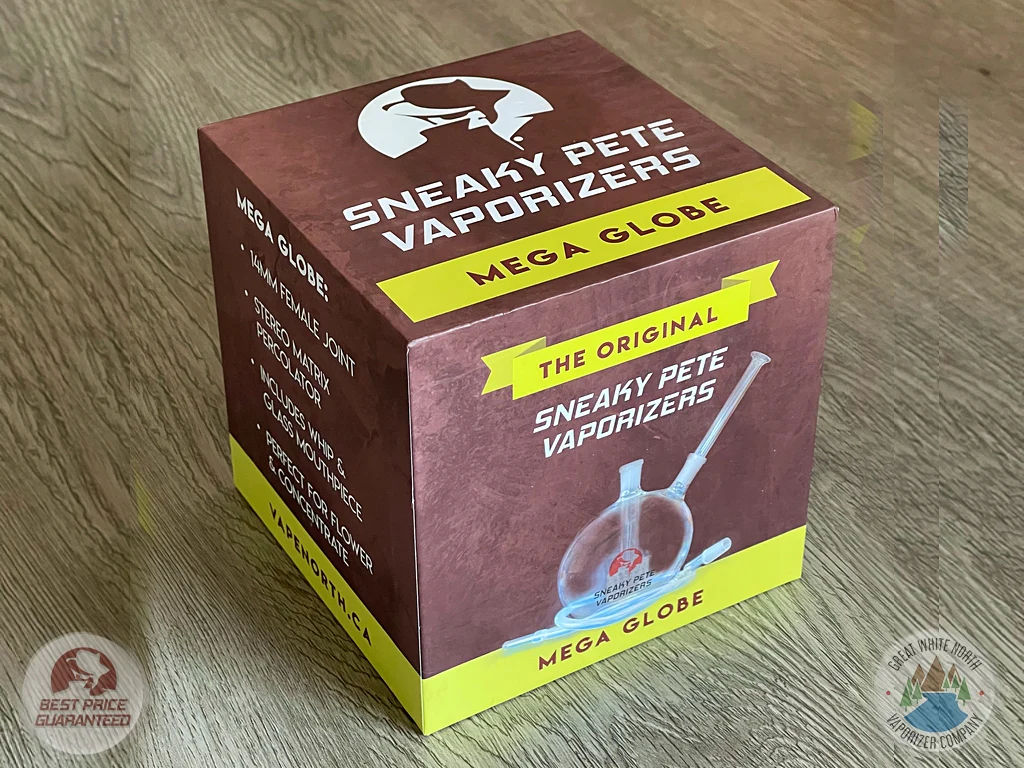 SNEAKY PETE
VAPORIZERS
MEGA GLOBE
MEGA GLOBE:
• 14MM FEMALE JOINT
• STEREO MATRIX
PERCOLATOR
• INCLUDES WHIP &
GLASS MOUTHPIECE
• PERFECT FOR FLOWER
& CONCENTRATE
VAPENORTH.CA
THE ORIGINAL
SNEAKY PETE
VAPORIZERS
SNEAKY PETE
VAPORIZERS
MEGA GLOBE
BEST PRICE
GUARANTEED
GREAT WHITE NORTH
VAPORIZER COMPANY